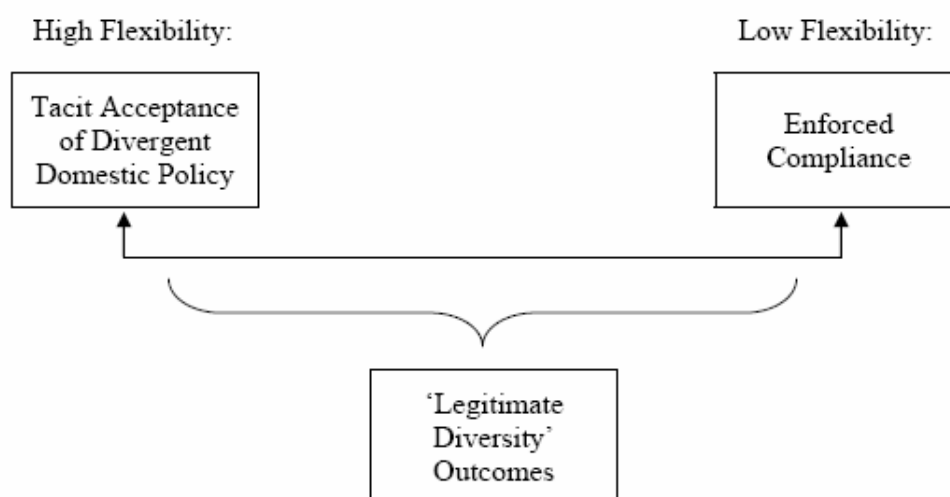 High Flexibility:
Low Flexibility:
Tacit Acceptance
of Divergent
Domestic Policy
Enforced
Compliance
‘Legitimate
Diversity’
Outcomes